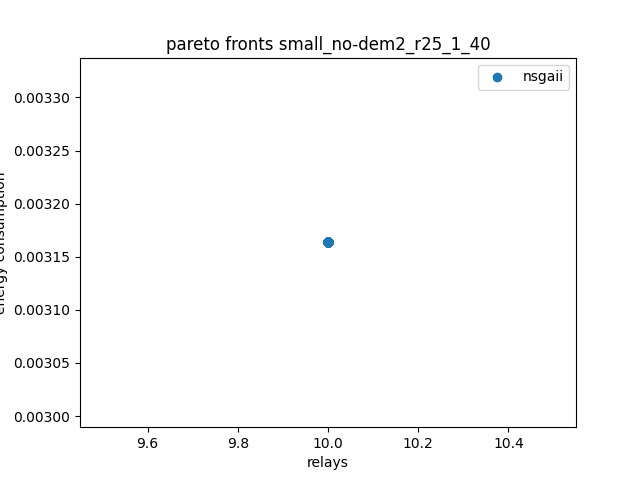 pareto fronts small_no-dem2_r25_1_40
nsgaii
0.00330
0.00325
0.00320
0.00315
0.00310
0.00305
0.00300
energy consumption
9.6 9.8 10.0 10.2 10.4
relays